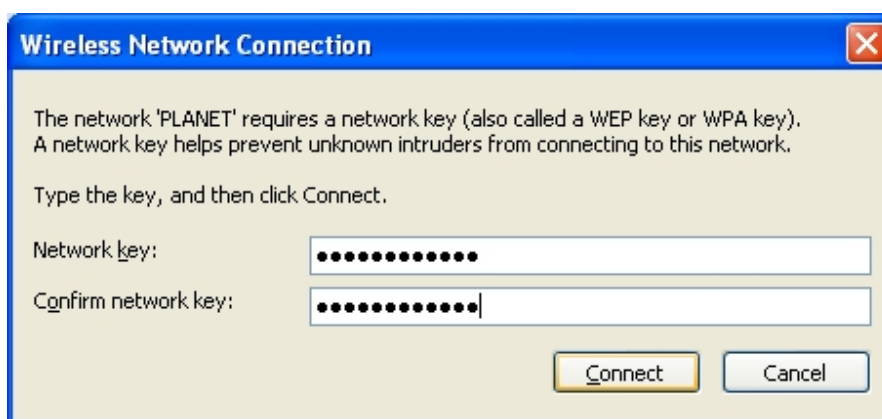 Wireless Network Connection
The network 'PLANET' requires a network key (also called a WEP key or WPA key).
A network key helps prevent unknown intruders from connecting to this network.
Type the key, and then click Connect.
Network key: ••••••••••••
Confirm network key: ••••••••••••
Connect Cancel